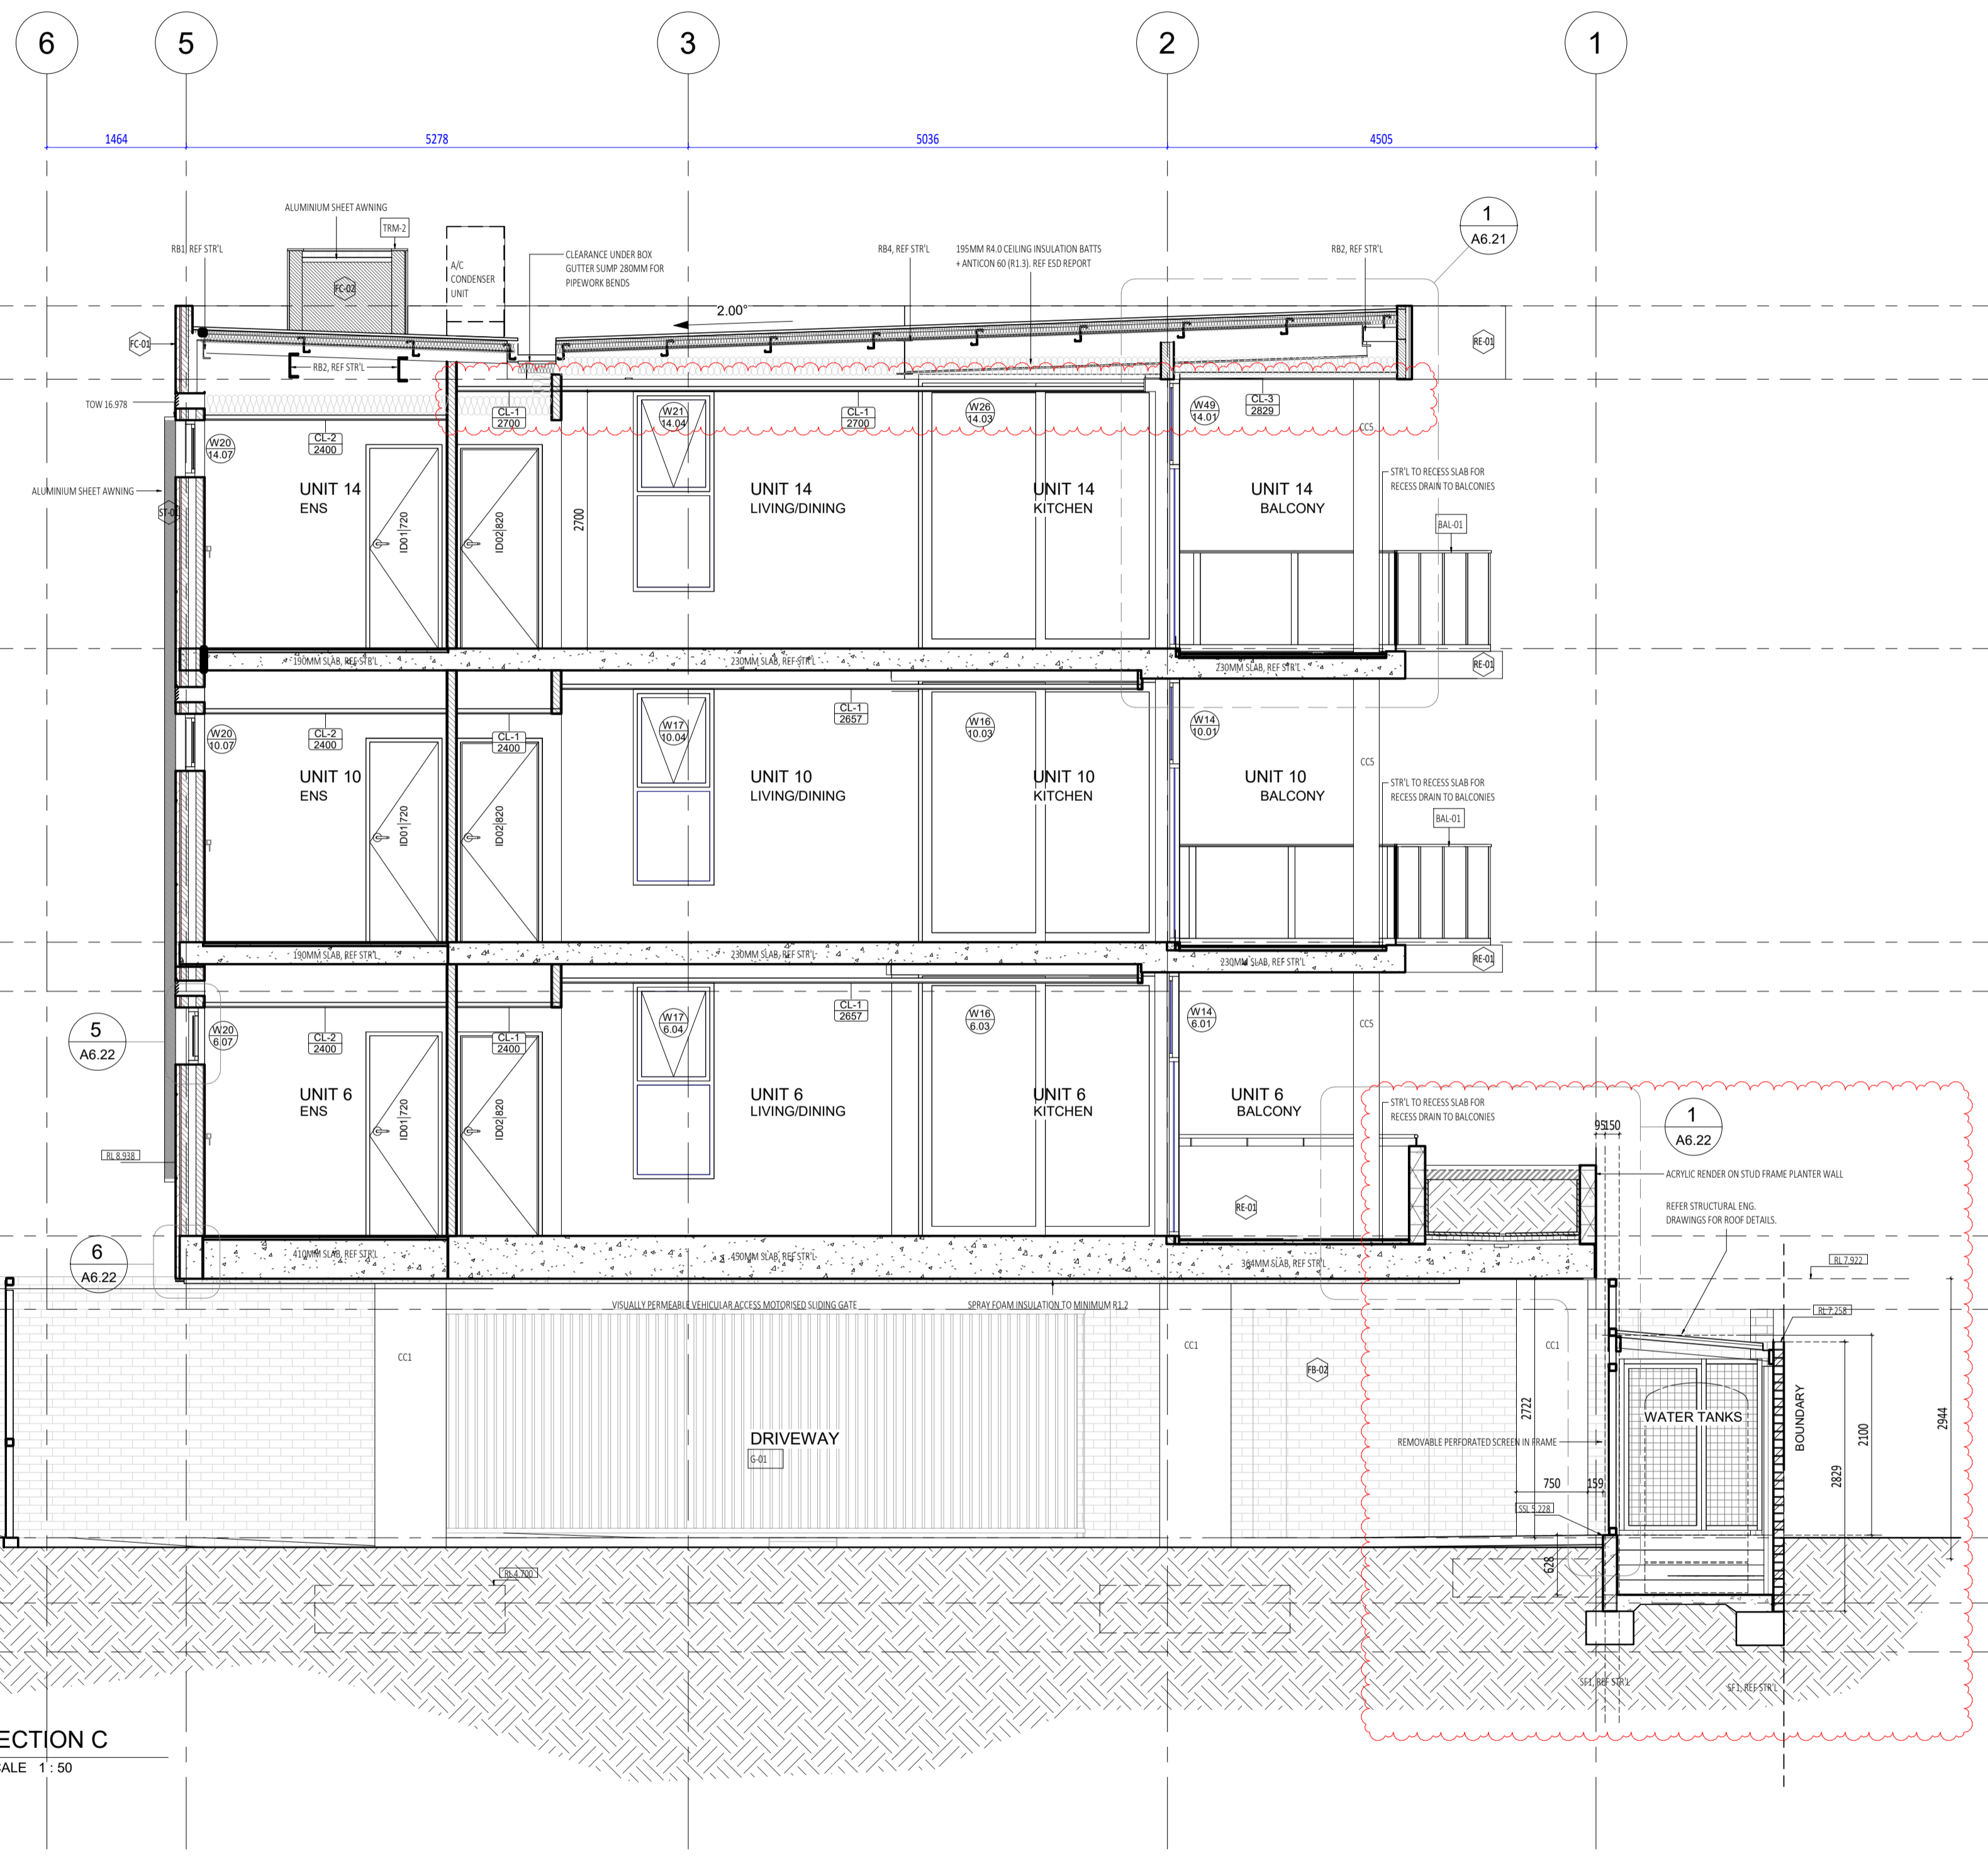 6
5
3
2
1
1464
5278
5036
4505
ALUMINIUM SHEET AWNING
TRM-2
1
A6.21
RB1, REF STR'L
A/C
CONDENSER
UNIT
CLEARANCE UNDER BOX
GUTTER SUMP 280MM FOR
PIPEWORK BENDS
RB4, REF STR'L
195MM R4.0 CEILING INSULATION BATTS
+ ANTICON 60 (R1.3). REF ESD REPORT
RB2, REF STR'L
FC-02
2.00°
FC-01
RE-01
RB2, REF STR'L
TOW 16.978
CL-1
2700
W21
14.04
CL-1
2700
W26
14.03
W49
14.01
CL-3
2829
CC5
W20
14.07
CL-2
2400
STR'L TO RECESS SLAB FOR
RECESS DRAIN TO BALCONIES
ALUMINIUM SHEET AWNING
UNIT 14
ENS
UNIT 14
LIVING/DINING
UNIT 14
KITCHEN
UNIT 14
BALCONY
2700
BAL-01
ID01 720
ID02 820
190MM SLAB, REF STR'L
230MM SLAB, REF STR'L
230MM SLAB, REF STR'L
RE-01
CL-1
2657
W20
10.07
CL-2
2400
CL-1
2400
W17
10.04
W16
10.03
W14
10.01
CC5
UNIT 10
ENS
UNIT 10
LIVING/DINING
UNIT 10
KITCHEN
UNIT 10
BALCONY
STR'L TO RECESS SLAB FOR
RECESS DRAIN TO BALCONIES
BAL-01
ID01 720
ID02 820
190MM SLAB, REF STR'L
230MM SLAB, REF STR'L
230MM SLAB, REF STR'L
RE-01
CL-1
2657
5
A6.22
W20
6.07
CL-2
2400
CL-1
2400
W17
6.04
W16
6.03
W14
6.01
CC5
UNIT 6
ENS
UNIT 6
LIVING/DINING
UNIT 6
KITCHEN
UNIT 6
BALCONY
STR'L TO RECESS SLAB FOR
RECESS DRAIN TO BALCONIES
ID01 720
ID02 820
95
150
1
A6.22
RL 8.938
ACRYLIC RENDER ON STUD FRAME PLANTER WALL
RE-01
REFER STRUCTURAL ENG.
DRAWINGS FOR ROOF DETAILS.
6
A6.22
410MM SLAB, REF STR'L
450MM SLAB, REF STR'L
364MM SLAB, REF STR'L
RL 7.922
VISUALLY PERMEABLE VEHICULAR ACCESS MOTORISED SLIDING GATE
SPRAY FOAM INSULATION TO MINIMUM R1.2
RL 7.258
CC1
CC1
CC1
FB-02
2722
WATER TANKS
BOUNDARY
2100
2944
2829
DRIVEWAY
G-01
REMOVABLE PERFORATED SCREEN IN FRAME
750
159
SSL 5.228
628
RL 4.700
SF1, REF STR'L
SF1, REF STR'L
ECTION C
ALE 1 : 50